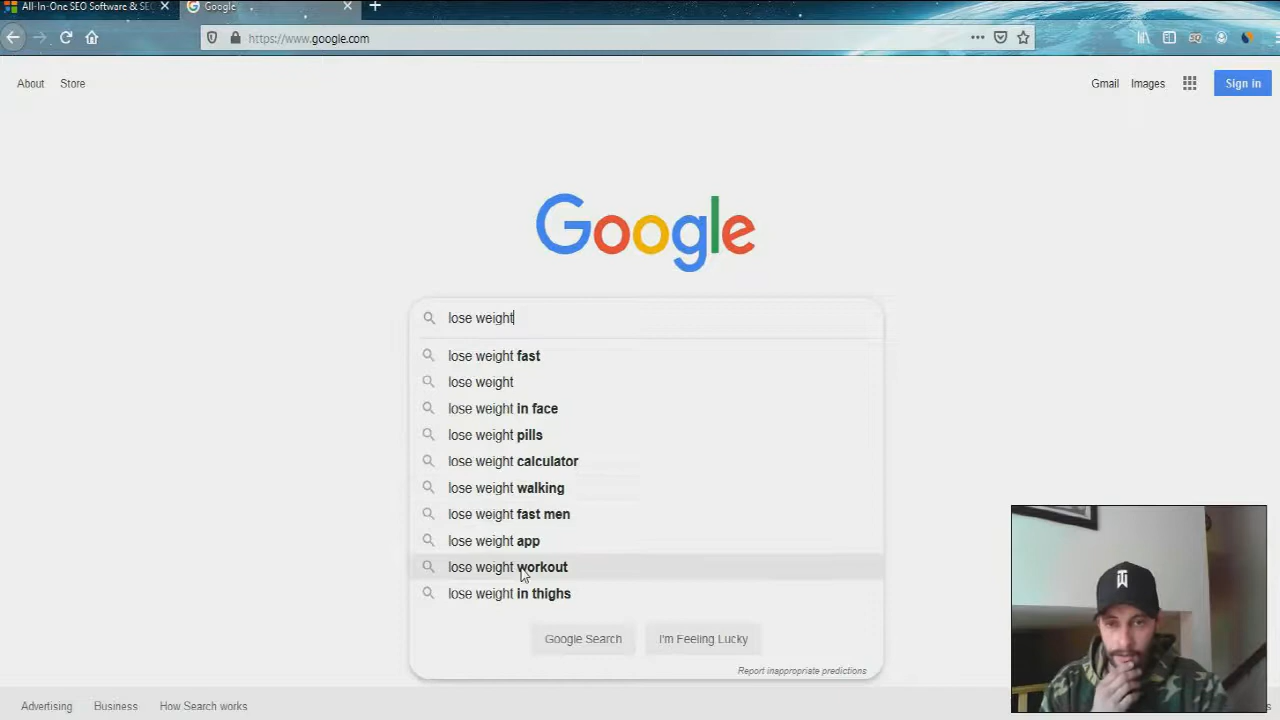 All-In-One SEO Software & SE
Google
https://www.google.com
About Store
Gmail Images Sign in
Google
lose weight
lose weight fast
lose weight
lose weight in face
lose weight pills
lose weight calculator
lose weight walking
lose weight fast men
lose weight app
lose weight workout
lose weight in thighs
Google Search I'm Feeling Lucky
Report inappropriate predictions
Advertising Business How Search works